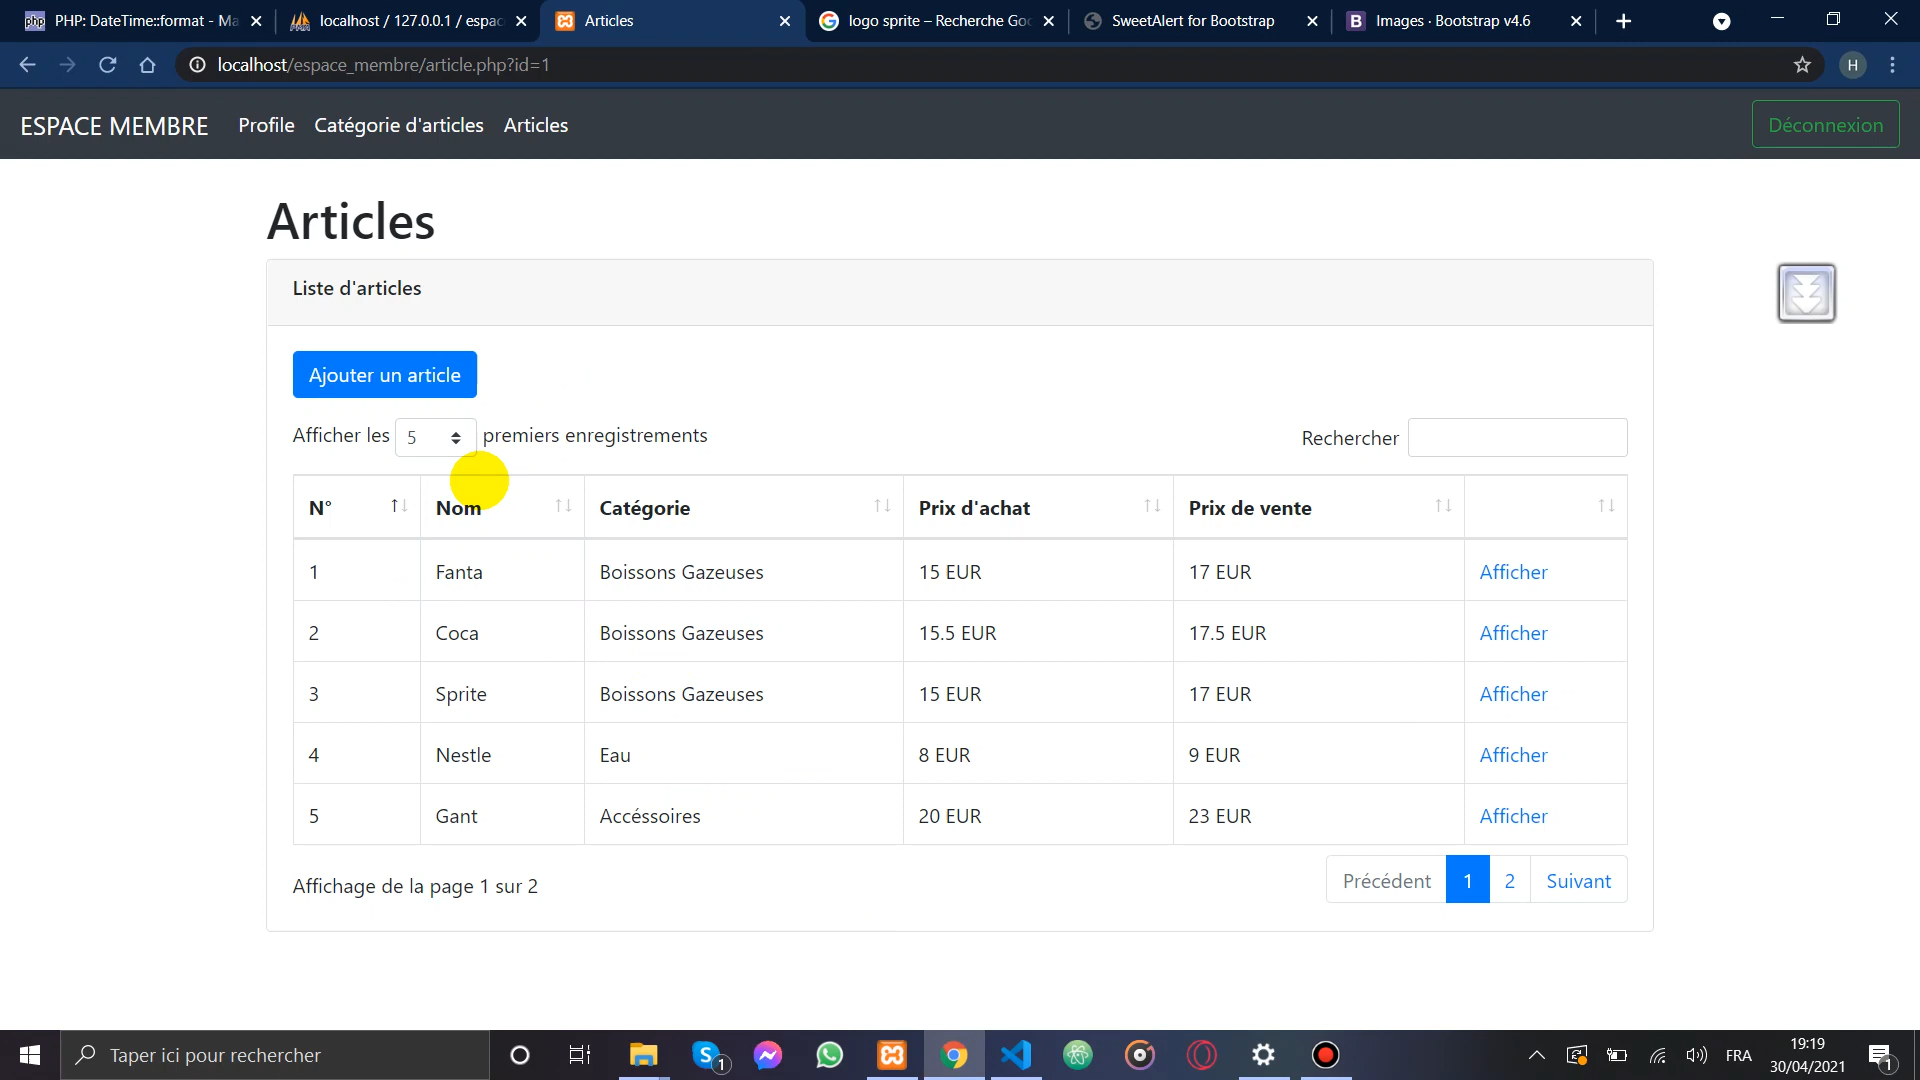 PHP: DateTime::format - Ma
localhost / 127.0.0.1 / espac
Articles
logo sprite – Recherche Goo
SweetAlert for Bootstrap
Images · Bootstrap v4.6
localhost/espace_membre/article.php?id=1
H
ESPACE MEMBRE Profile Catégorie d'articles Articles Déconnexion
Articles
Liste d'articles
Ajouter un article
Afficher les 5 premiers enregistrements Rechercher
N° Nom Catégorie Prix d'achat Prix de vente
1 Fanta Boissons Gazeuses 15 EUR 17 EUR Afficher
2 Coca Boissons Gazeuses 15.5 EUR 17.5 EUR Afficher
3 Sprite Boissons Gazeuses 15 EUR 17 EUR Afficher
4 Nestle Eau 8 EUR 9 EUR Afficher
5 Gant Accéssoires 20 EUR 23 EUR Afficher
Affichage de la page 1 sur 2 Précédent 1 2 Suivant
Taper ici pour rechercher
1
FRA
19:19
30/04/2021
1